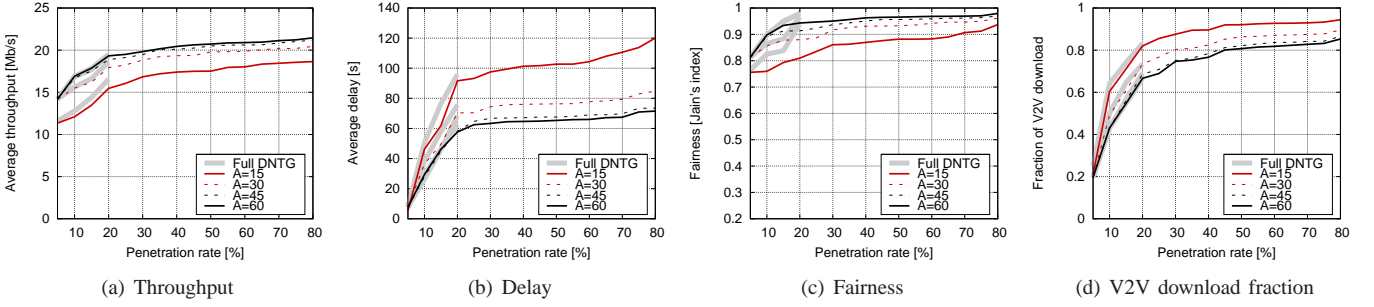 Average throughput [Mb/s]
25
20
15
10
5
0
10 20 30 40 50 60 70 80
Penetration rate [%]
Full DNTG
A=15
A=30
A=45
A=60
(a) Throughput
Average delay [s]
140
120
100
80
60
40
20
0
10 20 30 40 50 60 70 80
Penetration rate [%]
Full DNTG
A=15
A=30
A=45
A=60
(b) Delay
Fairness [Jain's index]
1
0.9
0.8
0.7
0.6
0.5
0.4
0.3
0.2
10 20 30 40 50 60 70 80
Penetration rate [%]
Full DNTG
A=15
A=30
A=45
A=60
(c) Fairness
Fraction of V2V download
1
0.8
0.6
0.4
0.2
0
10 20 30 40 50 60 70 80
Penetration rate [%]
Full DNTG
A=15
A=30
A=45
A=60
(d) V2V download fraction